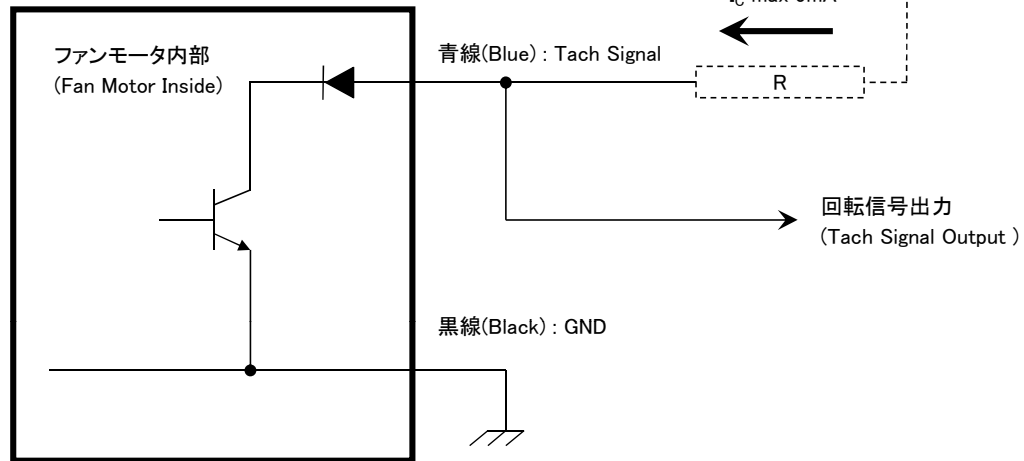 ファンモータ内部
(Fan Motor Inside)
青線(Blue) : Tach Signal
R
回転信号出力
(Tach Signal Output )
黒線(Black) : GND